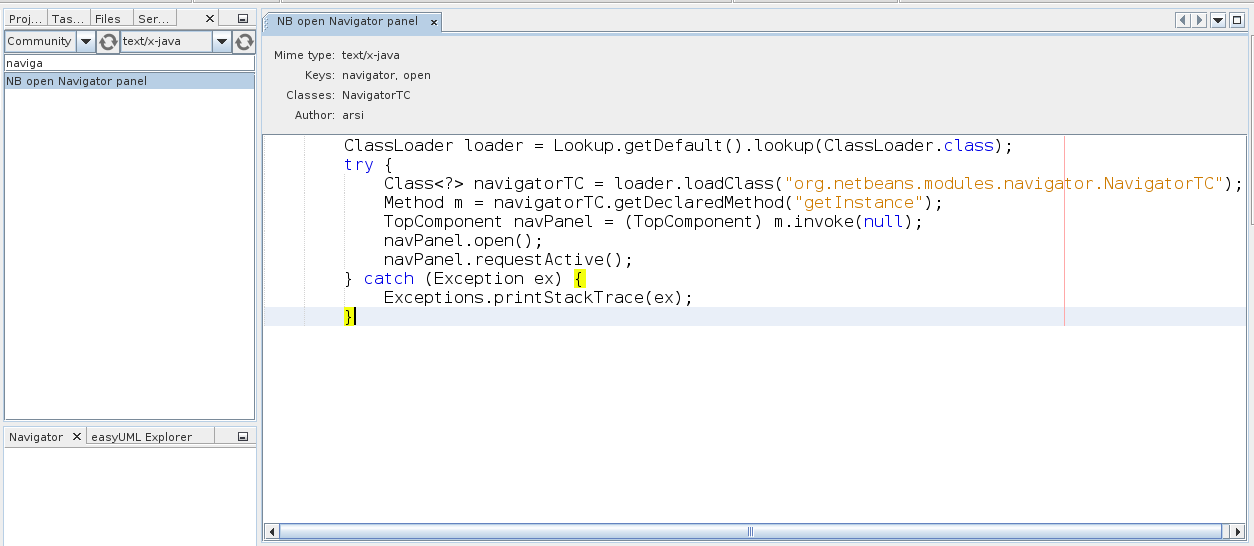 Proj... Tas... Files Ser...
Community text/x-java
naviga
NB open Navigator panel
Navigator easyUML Explorer
NB open Navigator panel
Mime type: text/x-java
Keys: navigator, open
Classes: NavigatorTC
Author: arsi
ClassLoader loader = Lookup.getDefault().lookup(ClassLoader.class);
try {
Class<?> navigatorTC = loader.loadClass("org.netbeans.modules.navigator.NavigatorTC");
Method m = navigatorTC.getDeclaredMethod("getInstance");
TopComponent navPanel = (TopComponent) m.invoke(null);
navPanel.open();
navPanel.requestActive();
} catch (Exception ex) {
Exceptions.printStackTrace(ex);
}